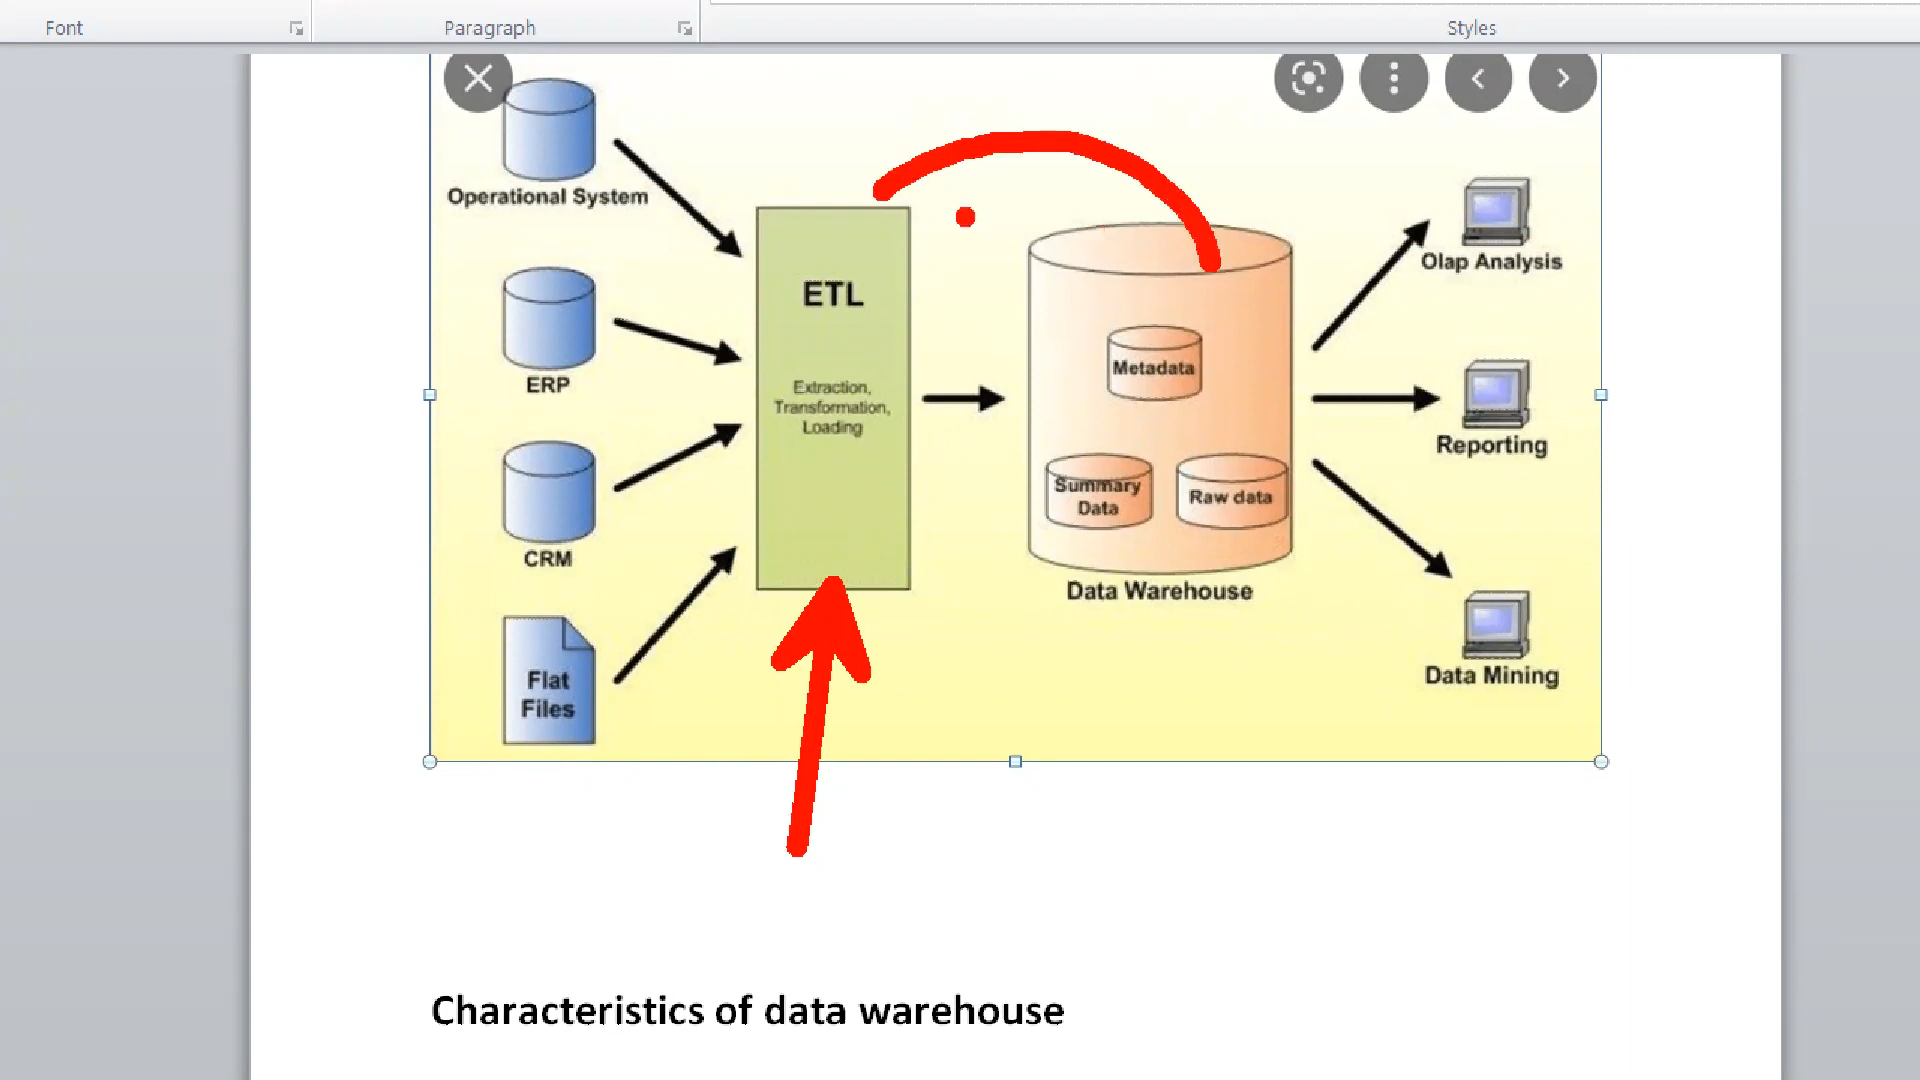 Font
Paragraph
Styles
Operational System
ERP
CRM
Flat
Files
ETL
Extraction,
Transformation,
Loading
Metadata
Summary
Data
Raw data
Data Warehouse
Olap Analysis
Reporting
Data Mining
Characteristics of data warehouse